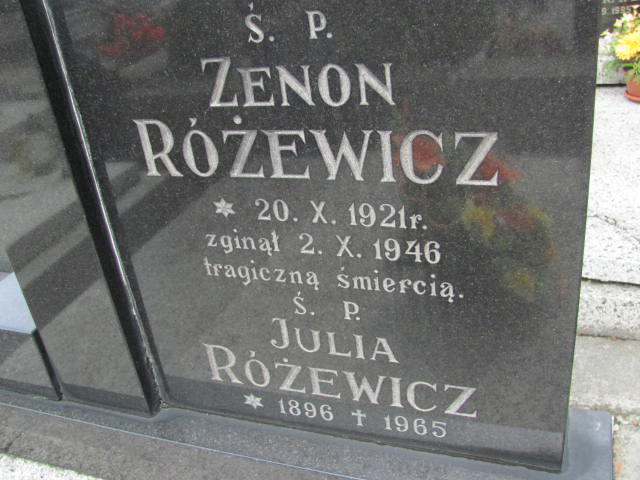 Ś. P.
ZENON
RÓŻEWICZ
* 20. X. 1921r.
zginął 2. X. 1946
tragiczną śmiercią.
Ś. P.
JULIA
RÓŻEWICZ
* 1896 † 1965